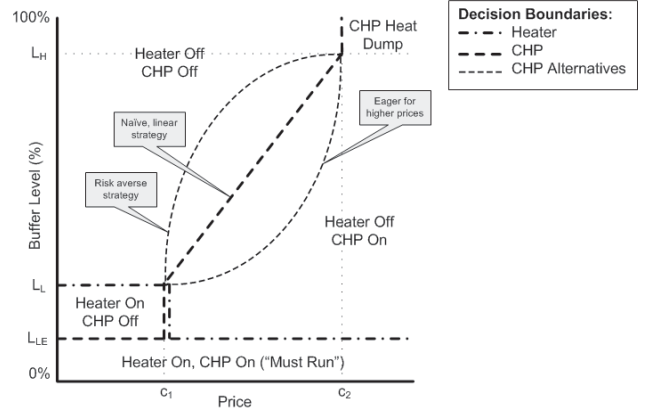 100%
Decision Boundaries:
Heater
CHP
CHP Alternatives
CHP Heat
Dump
L_H
Heater Off
CHP Off
Eager for
higher prices
Naïve, linear
strategy
Buffer Level (%)
Risk averse
strategy
Heater Off
CHP On
L_L
Heater On
CHP Off
L_LE
Heater On, CHP On ("Must Run")
0%
c_1
c_2
Price